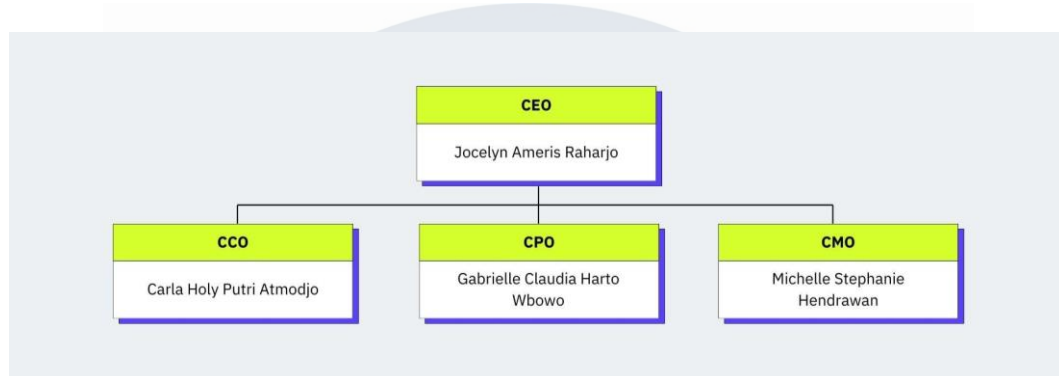 CEO
Jocelyn Ameris Raharjo
CCO
Carla Holy Putri Atmodjo
CPO
Gabrielle Claudia Harto
Wbowo
CMO
Michelle Stephanie
Hendrawan